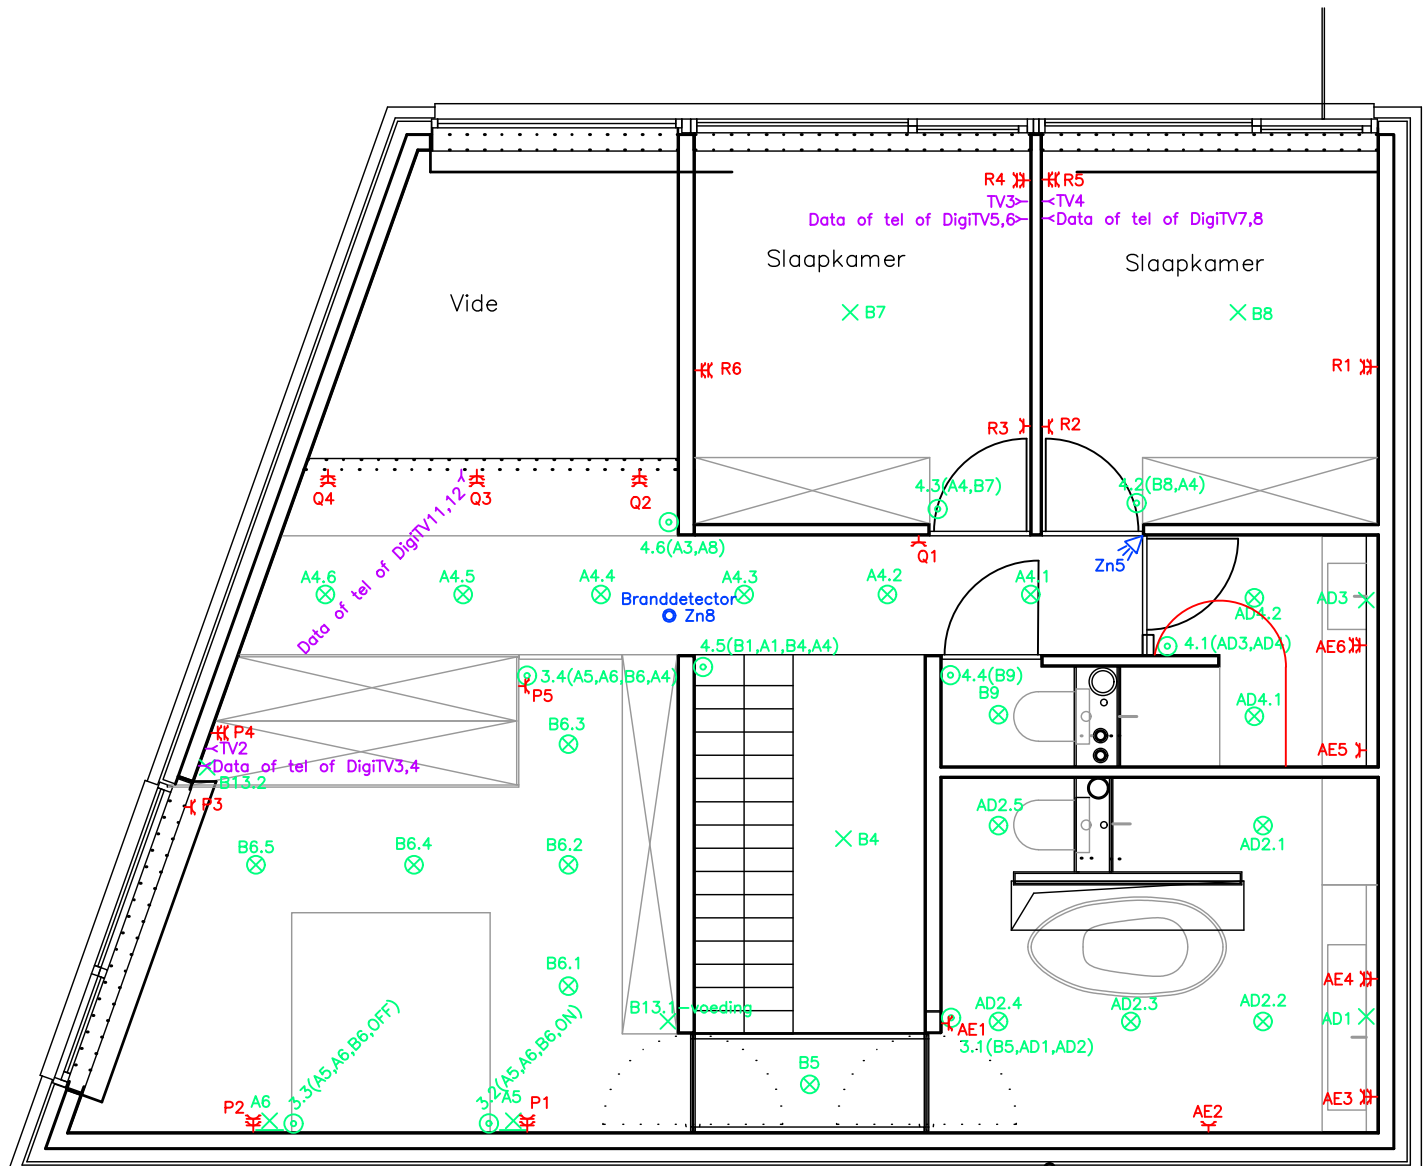 R4
R5
TV3
TV4
Data of tel of DigiTV5,6
Data of tel of DigiTV7,8
Slaapkamer
Slaapkamer
Vide
B7
B8
R6
R1
R3
R2
Q4
Q3
Q2
Data of tel of DigiTV11,12
4.3(A4,B7)
4.2(B8,A4)
4.6(A3,A8)
Q1
Zn5
A4.6
A4.5
A4.4
A4.3
A4.2
A4.1
Branddetector
Zn8
AD3
AD4.2
4.5(B1,A1,B4,A4)
4.1(AD3,AD4)
AE6
3.4(A5,A6,B6,A4)
4.4(B9)
P5
B9
AD4.1
P4
B6.3
TV2
AE5
Data of tel of DigiTV3,4
B13.2
P3
B6.5
B6.4
B6.2
B4
AD2.5
AD2.1
B6.1
AE4
B13.1-voeding
AD2.4
AD2.3
AD2.2
AD1
AE1
3.1(B5,AD1,AD2)
3.3(A5,A6,B6,OFF)
3.2(A5,A6,B6,ON)
B5
P2
A6
A5
P1
AE2
AE3